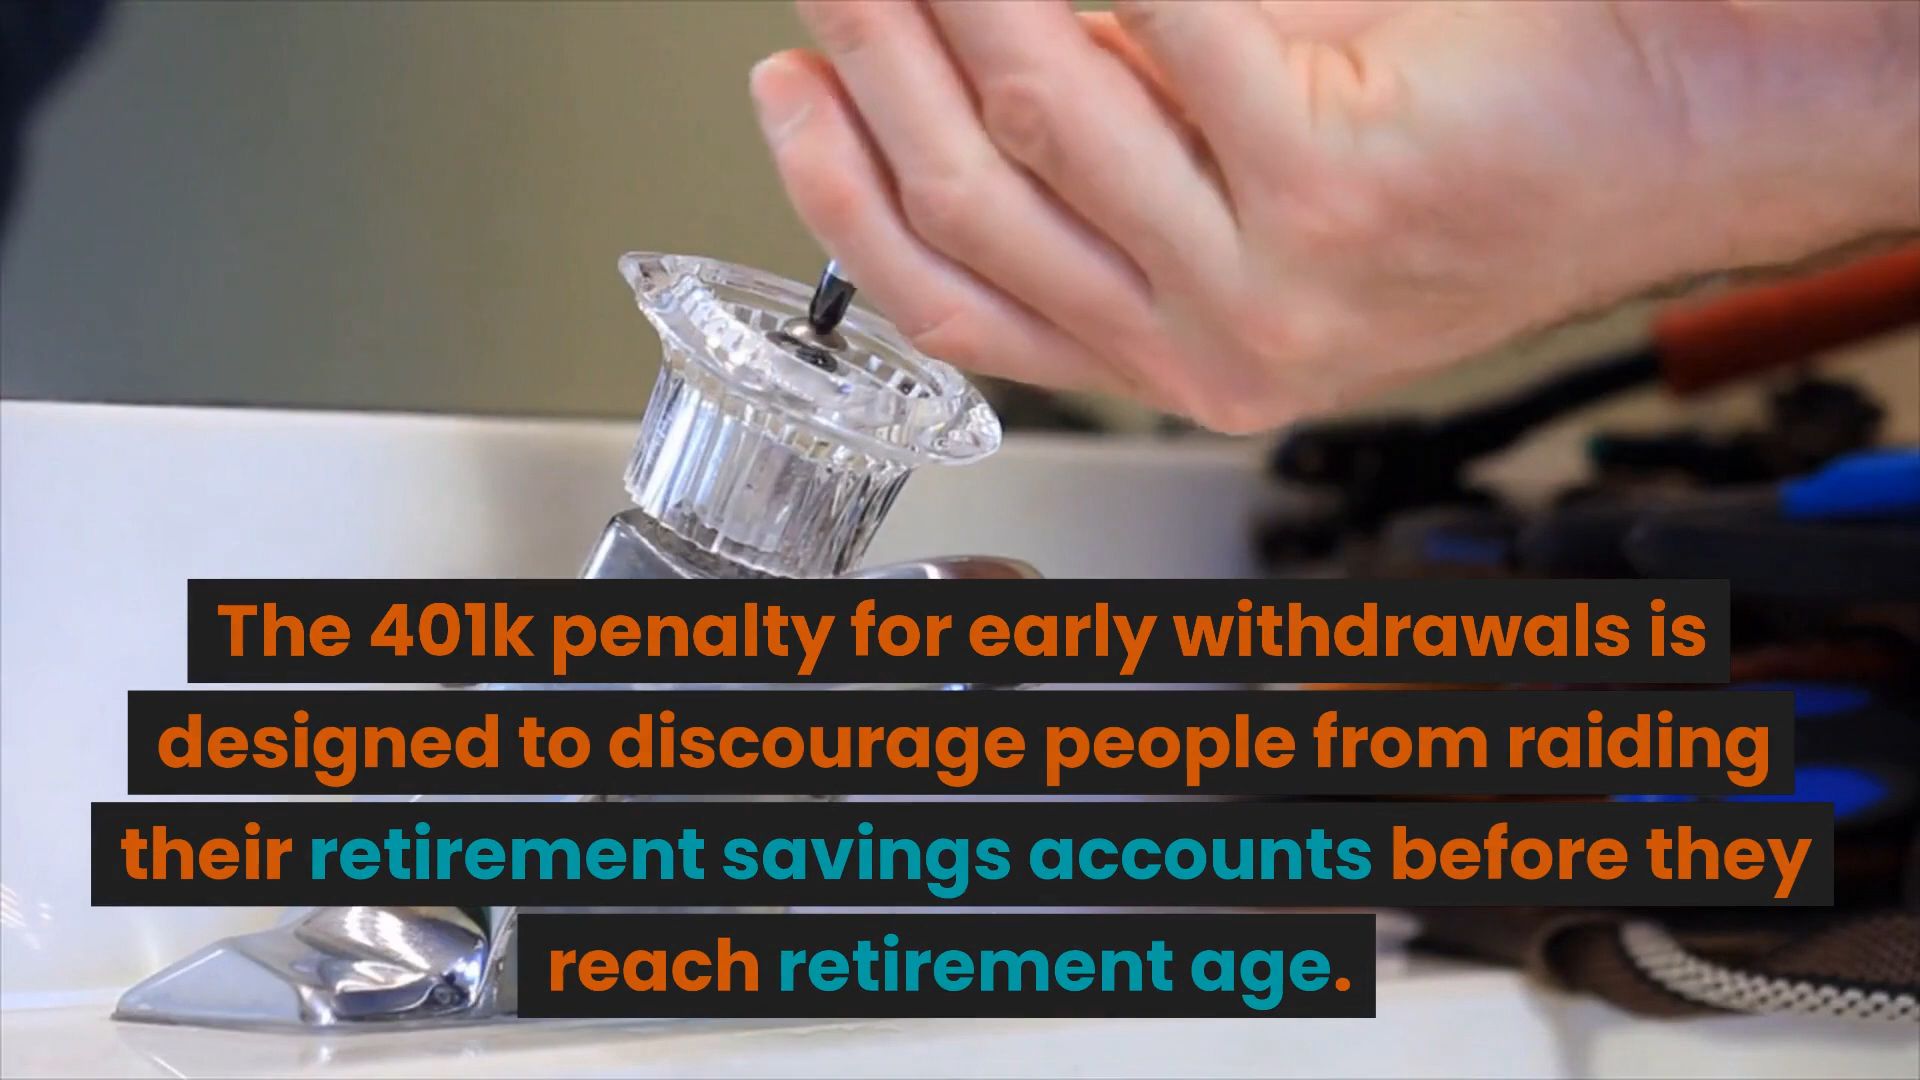 The 401k penalty for early withdrawals is
designed to discourage people from raiding
their retirement savings accounts before they
reach retirement age.